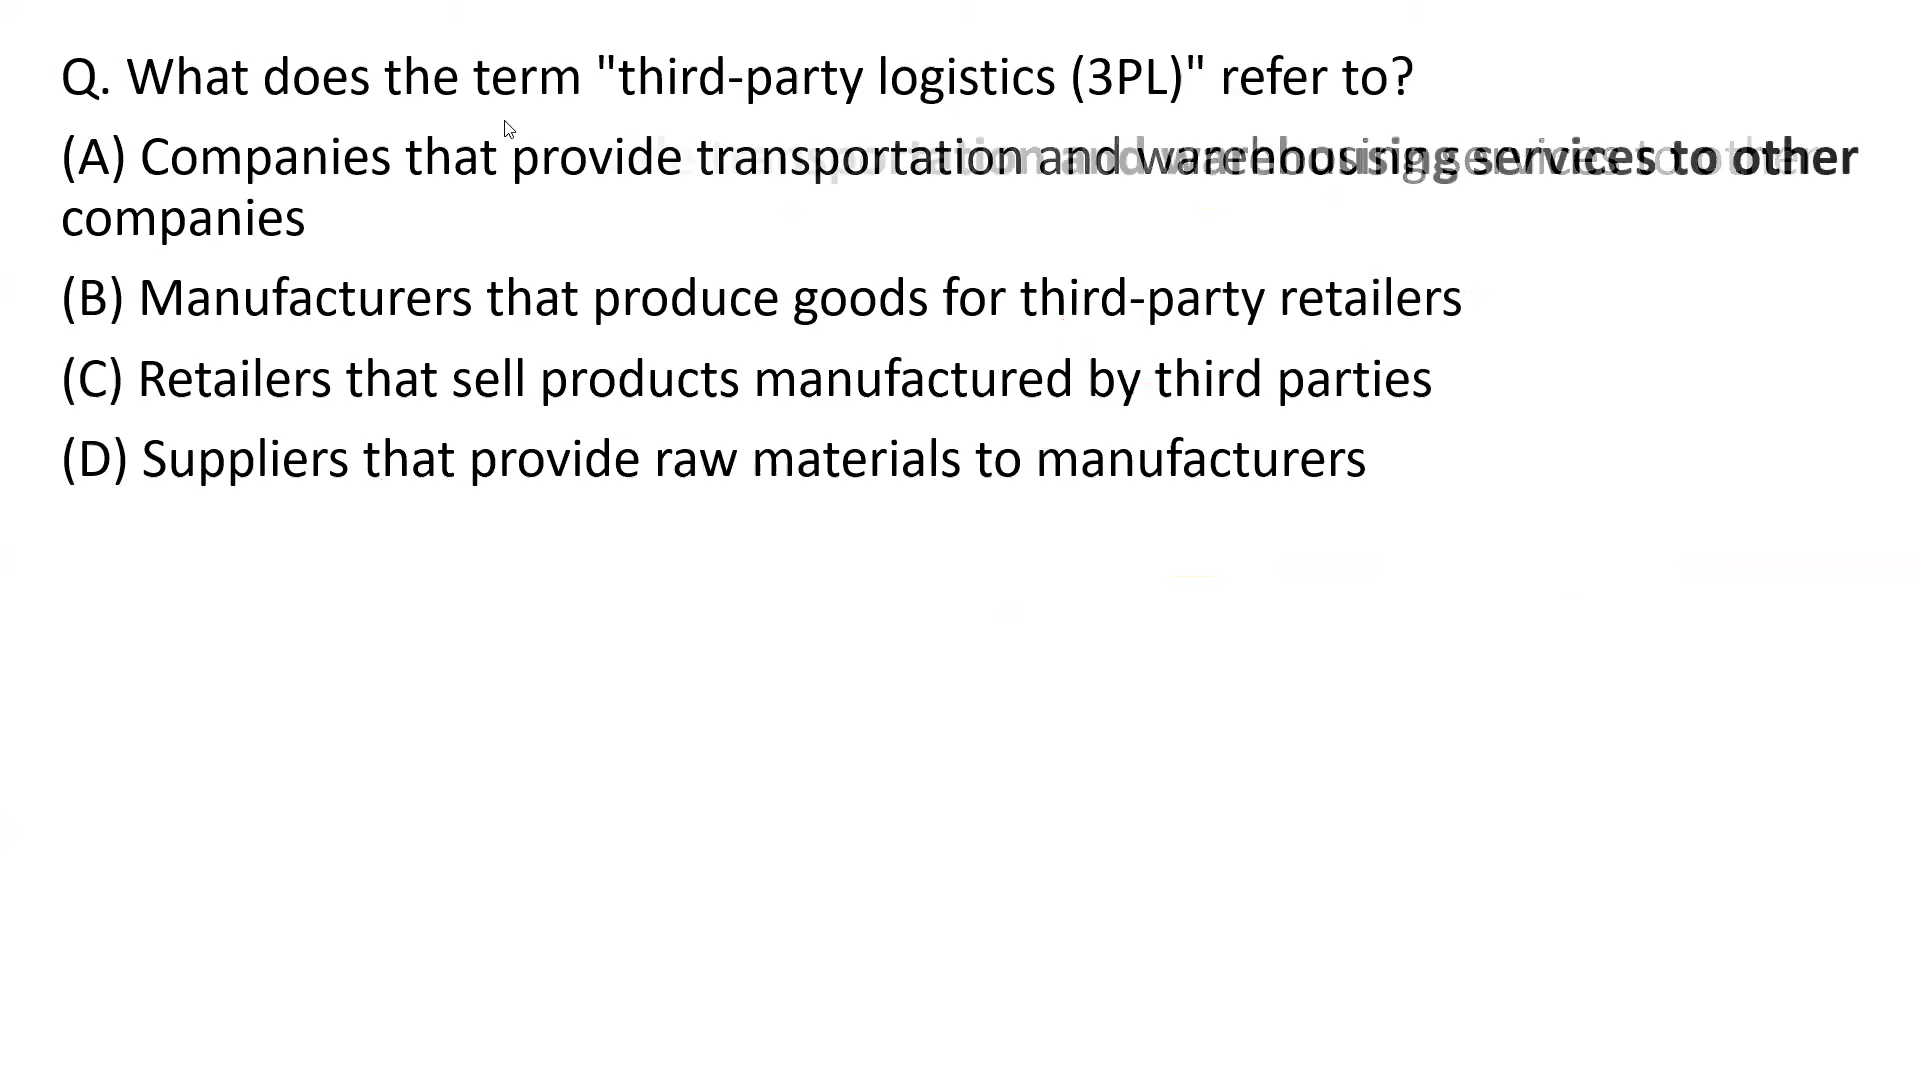 Q. What does the term "third-party logistics (3PL)" refer to?
(A) Companies that provide transportation and warehousing services to other
companies
(B) Manufacturers that produce goods for third-party retailers
(C) Retailers that sell products manufactured by third parties
(D) Suppliers that provide raw materials to manufacturers